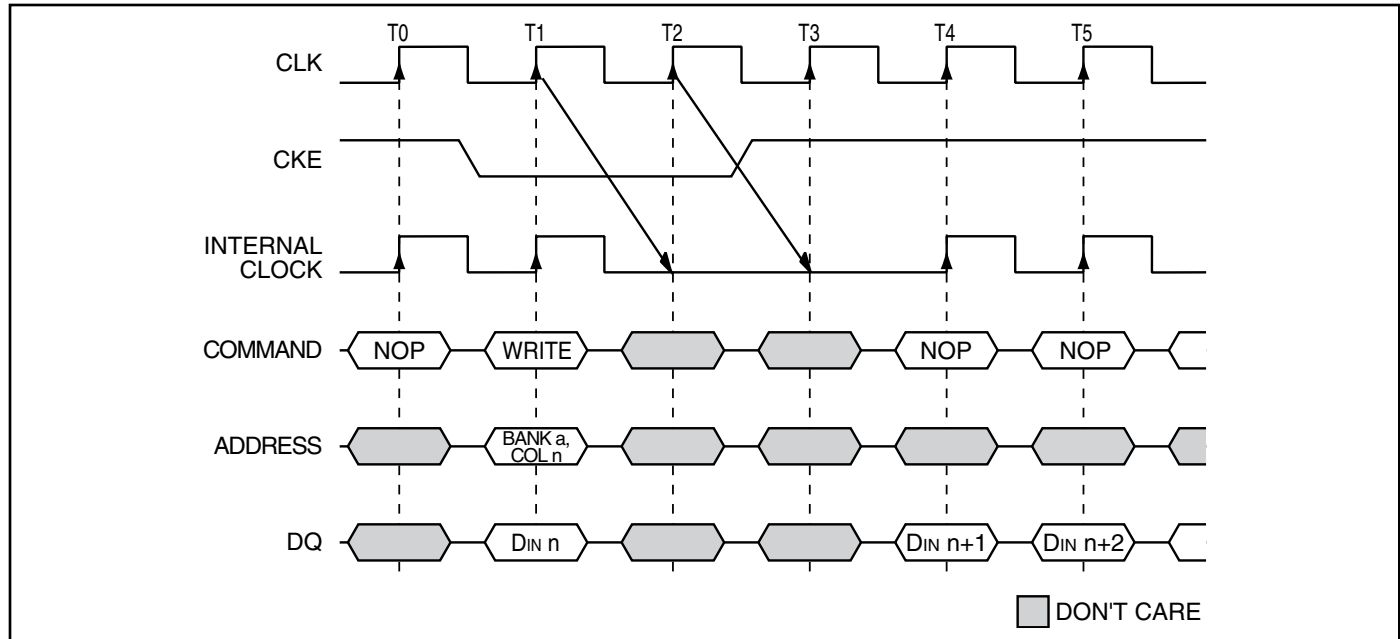 T0 T1 T2 T3 T4 T5
CLK
CKE
INTERNAL
CLOCK
COMMAND NOP WRITE NOP NOP
ADDRESS BANK a,
COL n
DQ DIN n DIN n+1 DIN n+2
DON'T CARE